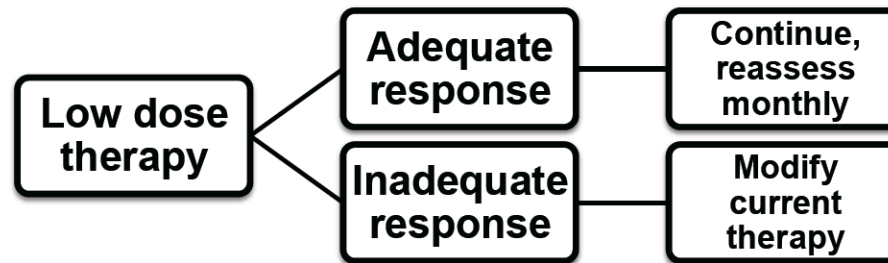 Low dose
therapy
Adequate
response
Continue,
reassess
monthly
Inadequate
response
Modify
current
therapy